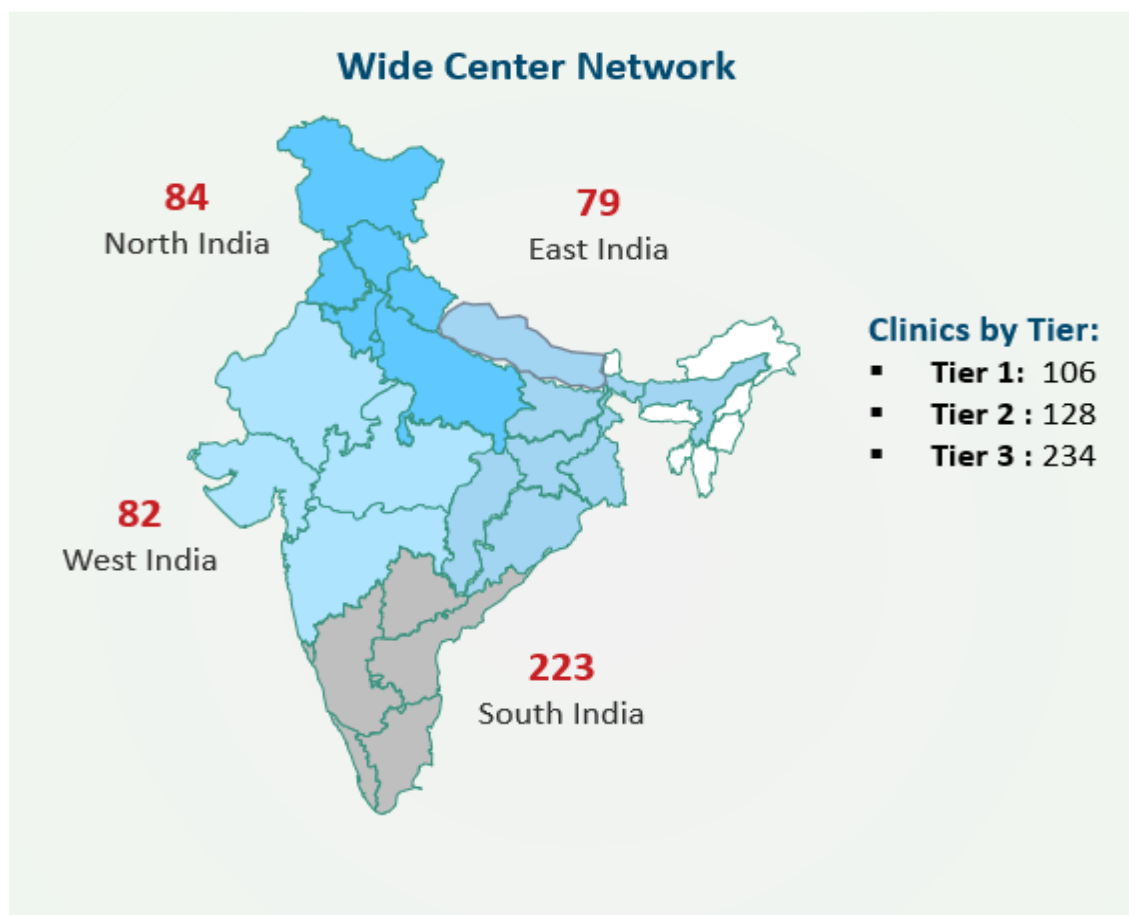 Wide Center Network
84
North India
79
East India
Clinics by Tier:
▪ Tier 1: 106
▪ Tier 2 : 128
▪ Tier 3 : 234
82
West India
223
South India